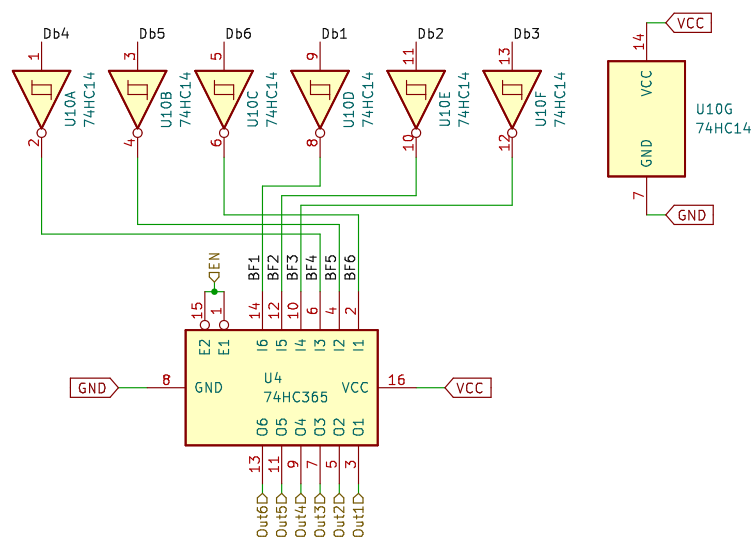 Db4 Db5 Db6 Db1 Db2 Db3
1 3 5 9 11 13
U10A 74HC14
U10B 74HC14
U10C 74HC14
U10D 74HC14
U10E 74HC14
U10F 74HC14
2 4 6 8 10 12
14 VCC
VCC
U10G
74HC14
GND
7 GND
EN
BF1 BF2 BF3 BF4 BF5 BF6
15 1 14 12 10 6 4 2
E2 E1 I6 I5 I4 I3 I2 I1
GND 8 GND
U4
74HC365
VCC 16 VCC
O6 O5 O4 O3 O2 O1
13 11 9 7 5 3
Out6 Out5 Out4 Out3 Out2 Out1